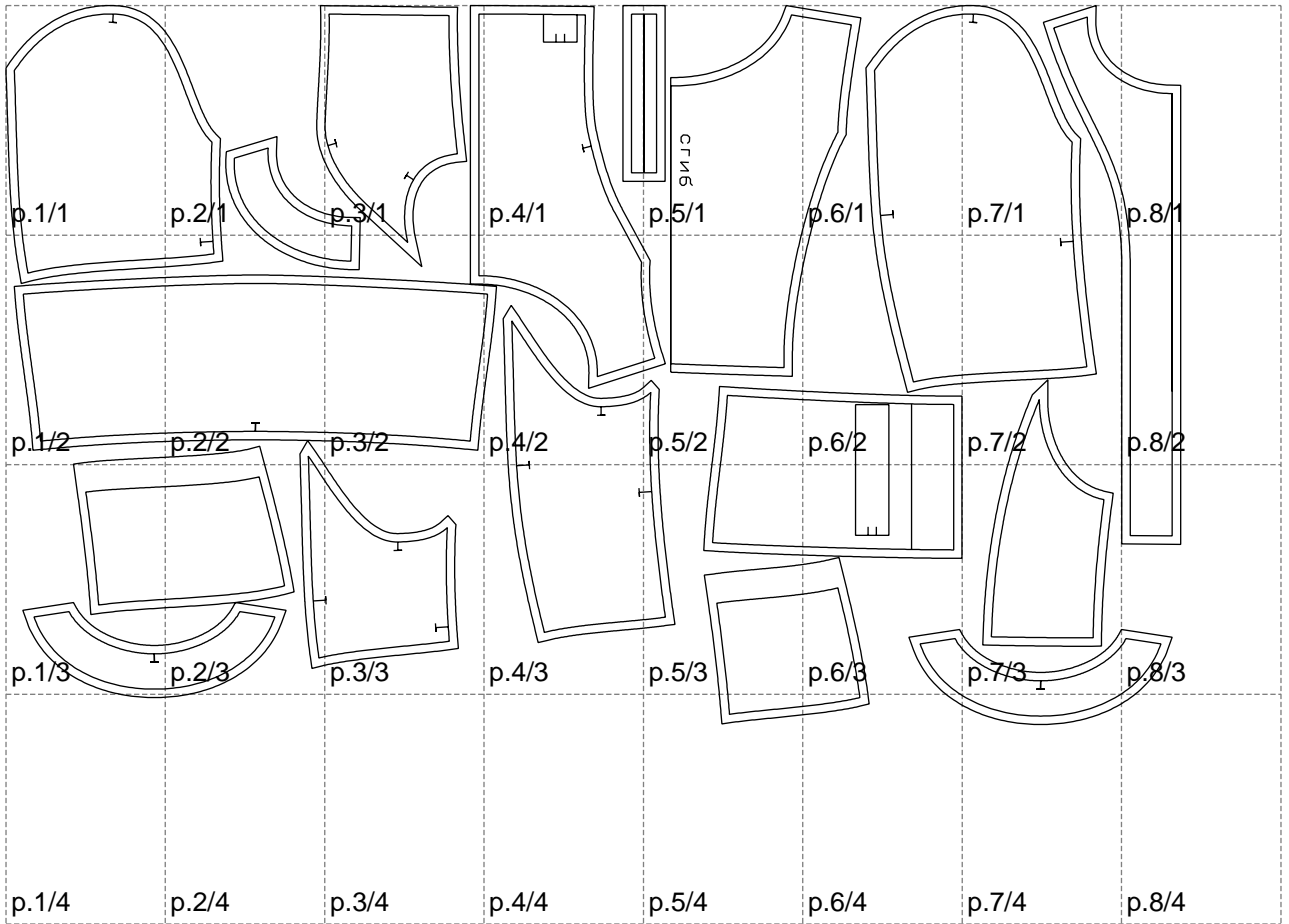 p.1/1 p.2/1 p.3/1 p.4/1 p.5/1 p.6/1 p.7/1 p.8/1
сгиб
p.1/2 p.2/2 p.3/2 p.4/2 p.5/2 p.6/2 p.7/2 p.8/2
p.1/3 p.2/3 p.3/3 p.4/3 p.5/3 p.6/3 p.7/3 p.8/3
p.1/4 p.2/4 p.3/4 p.4/4 p.5/4 p.6/4 p.7/4 p.8/4